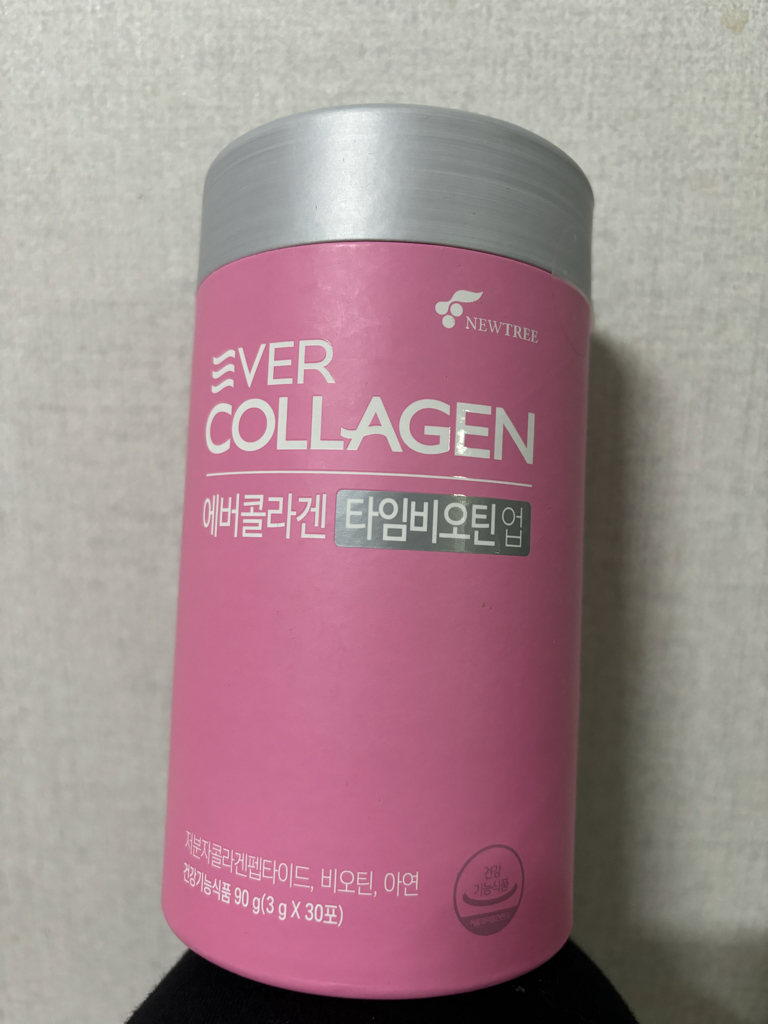 NEWTREE
EVER
COLLAGEN
에버콜라겐 타임비오틴 업
저분자콜라겐펩타이드, 비오틴, 아연
건강기능식품 90 g(3 g X 30포)
건강
기능식품